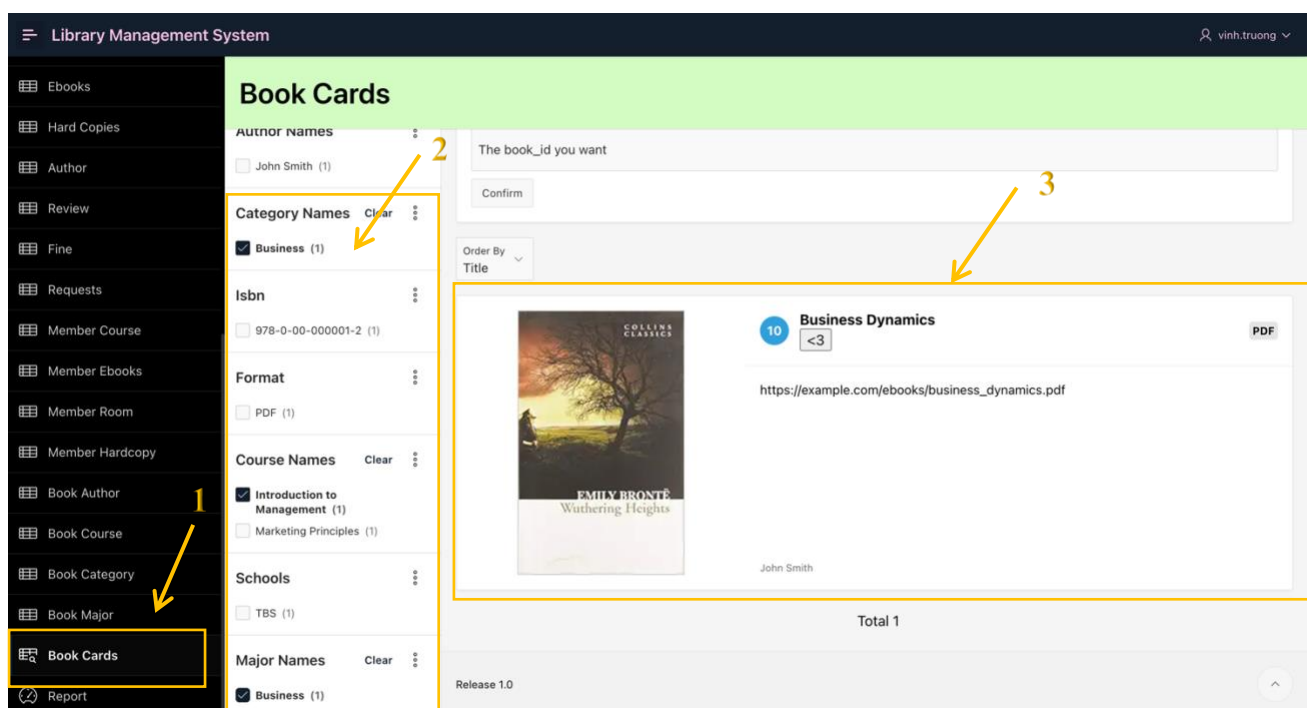 Library Management System
vinh.truong
Ebooks
Hard Copies
Author
Review
Fine
Requests
Member Course
Member Ebooks
Member Room
Member Hardcopy
Book Author
Book Course
Book Category
Book Major
Book Cards
Report
1
Book Cards
Author Names
John Smith (1)
2
Category Names Clear
Business (1)
Isbn
978-0-00-000001-2 (1)
Format
PDF (1)
Course Names Clear
Introduction to
Management (1)
Marketing Principles (1)
Schools
TBS (1)
Major Names Clear
Business (1)
The book_id you want
Confirm
3
Order By
Title
COLLINS
CLASSICS
EMILY BRONTË
Wuthering Heights
10
Business Dynamics
<3
PDF
https://example.com/ebooks/business_dynamics.pdf
John Smith
Total 1
Release 1.0